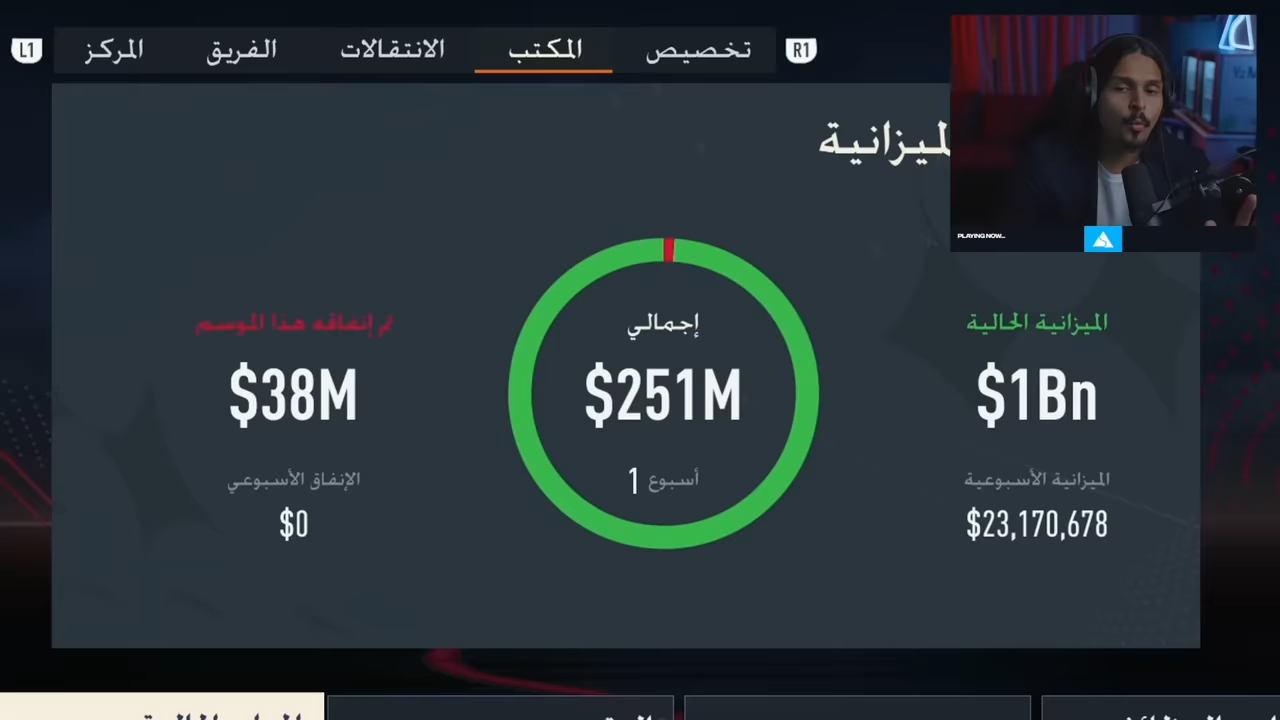 L1
المركز
الفريق
الانتقالات
المكتب
تخصيص
R1
PLAYING NOW...
الميزانية الحالية
$1Bn
الميزانية الأسبوعية
$23,170,678
إجمالي
$251M
أسبوع 1
تم إنفاقه هذا الموسم
$38M
الإنفاق الأسبوعي
$0